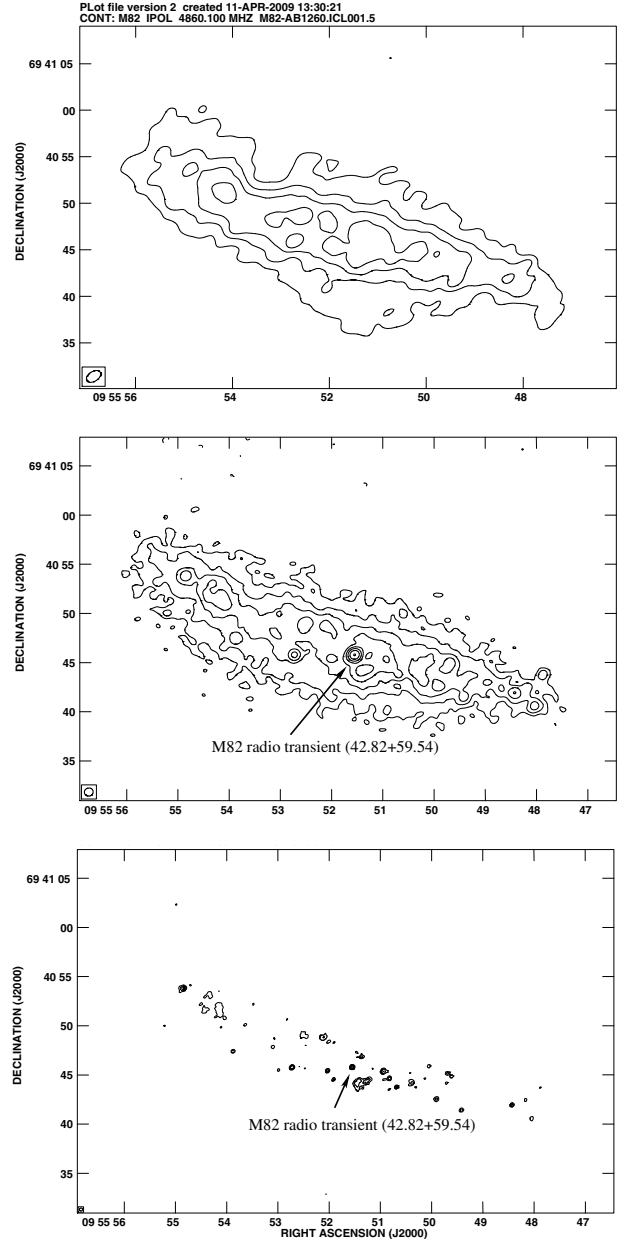 PLot file version 2 created 11-APR-2009 13:30:21
CONT: M82 IPOL 4860.100 MHZ M82-AB1260.ICL001.5
69 41 05
00
40 55
50
45
40
35
DECLINATION (J2000)
09 55 56 54 52 50 48
69 41 05
00
40 55
50
45
40
35
DECLINATION (J2000)
M82 radio transient (42.82+59.54)
09 55 56 55 54 53 52 51 50 49 48 47
69 41 05
00
40 55
50
45
40
35
DECLINATION (J2000)
M82 radio transient (42.82+59.54)
09 55 56 55 54 53 52 51 50 49 48 47
RIGHT ASCENSION (J2000)